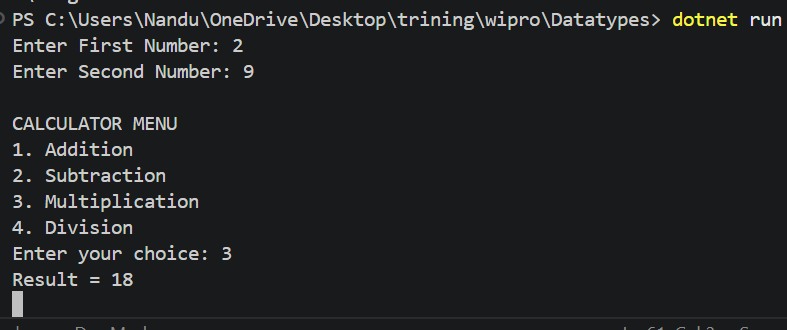 PS C:\Users\Nandu\OneDrive\Desktop\trining\wipro\Datatypes> dotnet run
Enter First Number: 2
Enter Second Number: 9
CALCULATOR MENU
1. Addition
2. Subtraction
3. Multiplication
4. Division
Enter your choice: 3
Result = 18